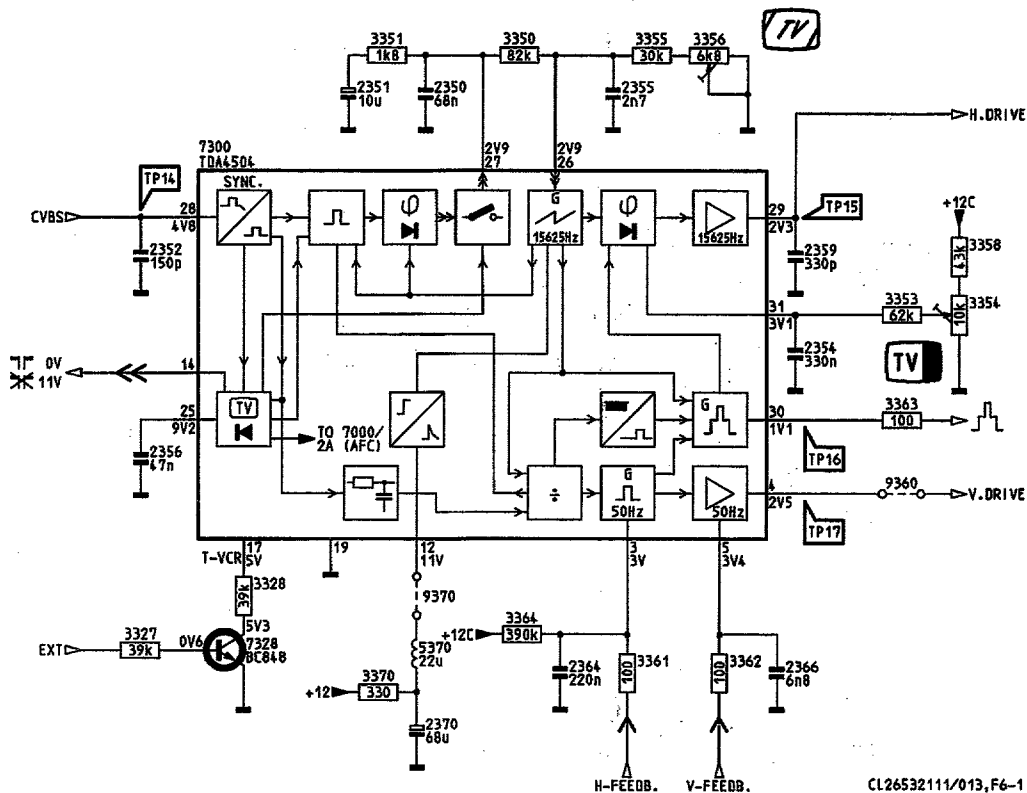 TV
3351
1k8
3350
82k
3355
30k
3356
6k8
2351
10u
2350
68n
2355
2n7
H.DRIVE
7300
TDA4504
2V9
27
2V9
26
TP14
SYNC.
CVBS
28
4V8
G
15625Hz
15625Hz
29
2V3
TP15
+12C
2352
150p
2359
330p
3358
43k
31
3V1
3353
62k
3354
10k
2354
330n
0V
11V
14
TV
TV
25
9V2
TO 7000/
2A (AFC)
2356
47n
G
30
1V1
3363
100
TP16
÷
G
50Hz
50Hz
4
2V5
9360
V.DRIVE
TP17
T-VCR
17
5V
19
12
11V
3
3V
5
3V4
3328
39k
9370
5V3
EXT
3327
39k
0V6
7328
BC848
5370
22u
+12C
3364
390k
2364
220n
3361
100
3362
100
2366
6n8
+12
3370
330
2370
68u
H-FEEDB.
V-FEEDB.
CL26532111/013,F6-1